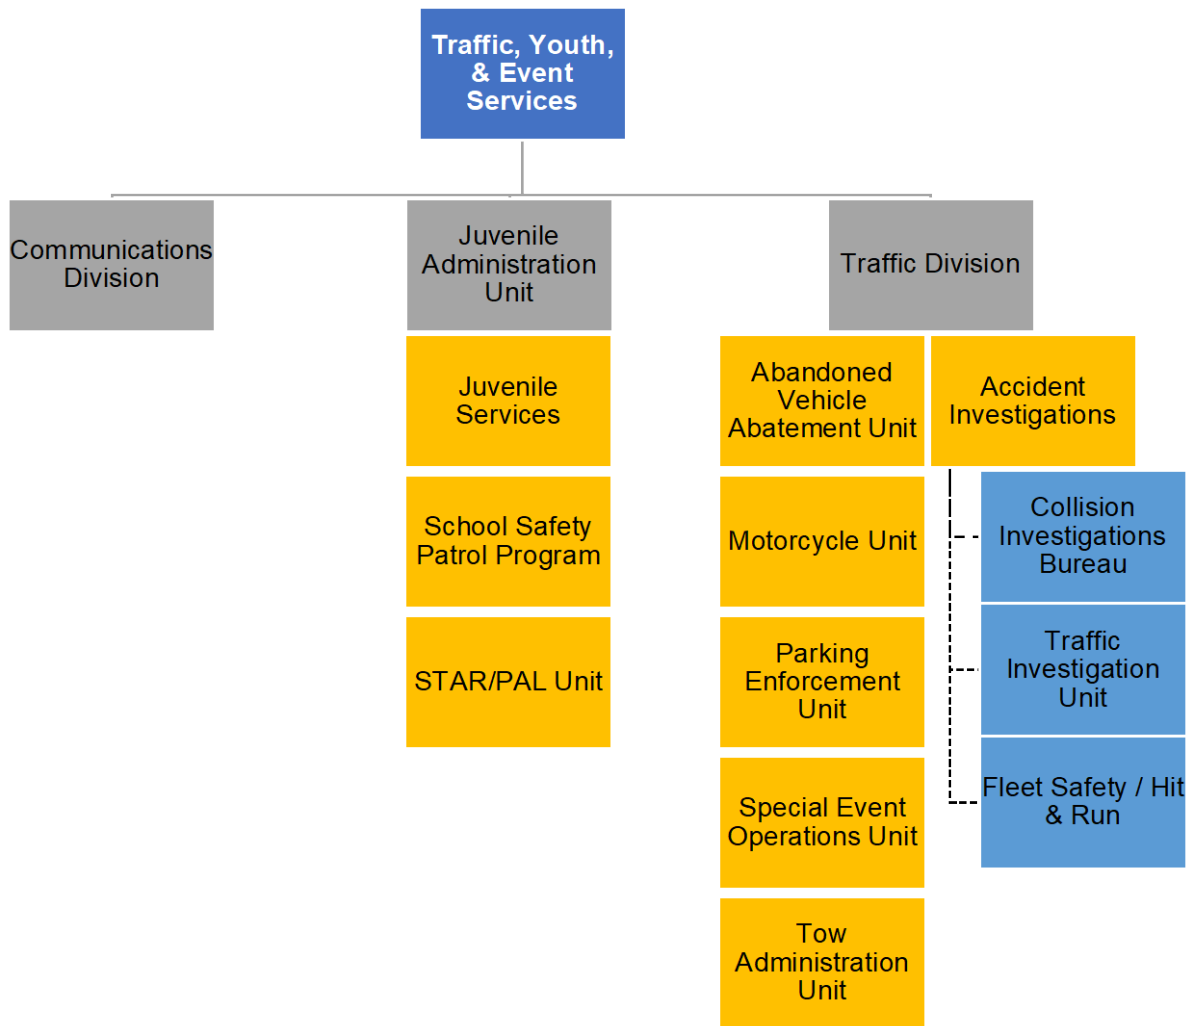 Traffic, Youth,
& Event
Services
Communications
Division
Juvenile
Administration
Unit
Traffic Division
Juvenile
Services
School Safety
Patrol Program
STAR/PAL Unit
Abandoned
Vehicle
Abatement Unit
Motorcycle Unit
Parking
Enforcement
Unit
Special Event
Operations Unit
Tow
Administration
Unit
Accident
Investigations
Collision
Investigations
Bureau
Traffic
Investigation
Unit
Fleet Safety / Hit
& Run